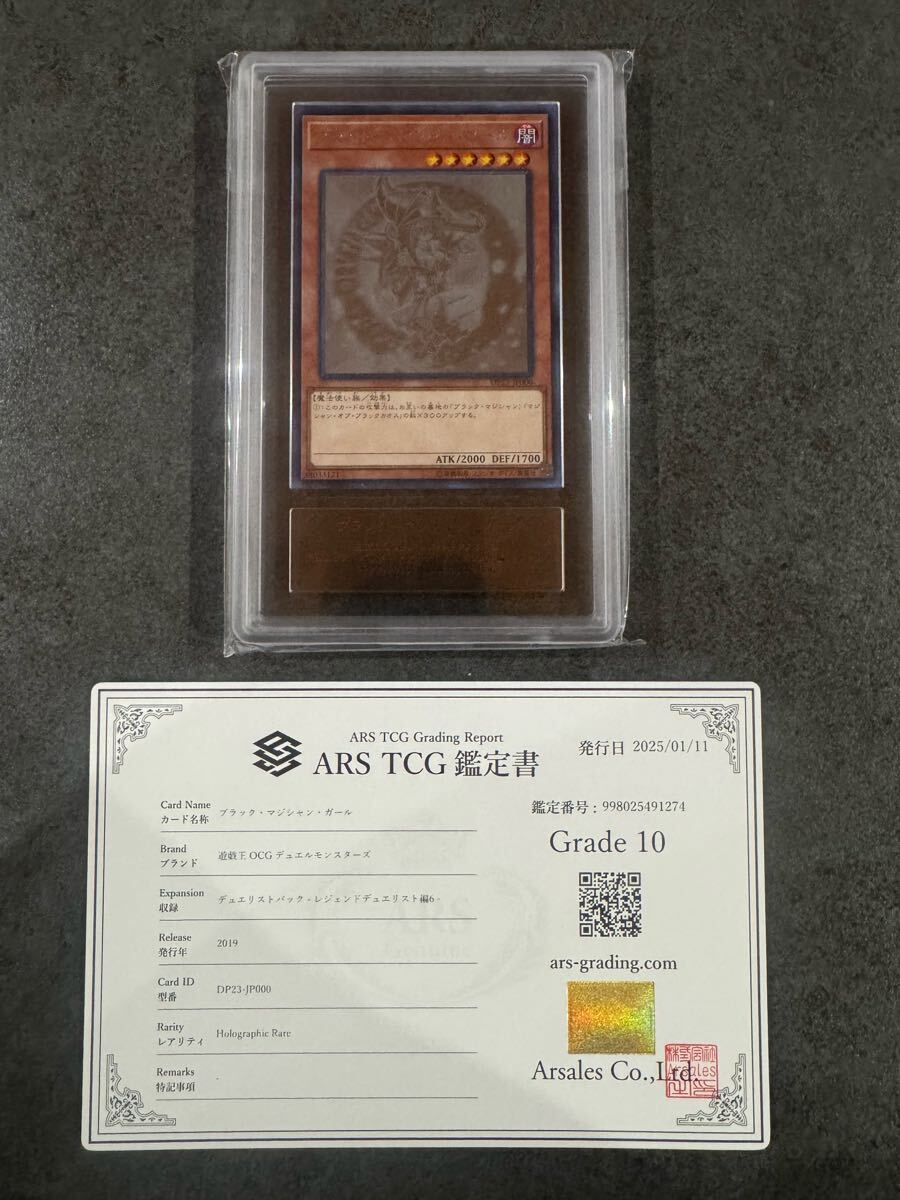 闇
【魔法使い族／効果】
①：このカードの攻撃力は、お互いの墓地の「ブラック・マジシャン」「マジ
シャン・オブ・ブラックカオス」の数×３００アップする。
ATK/2000 DEF/1700
ARS TCG Grading Report
ARS TCG 鑑定書
発行日 2025/01/11
Card Name
カード名称
ブラック・マジシャン・ガール
鑑定番号：998025491274
Grade 10
Brand
ブランド
遊戯王 OCG デュエルモンスターズ
Expansion
収録
デュエリストパック - レジェンドデュエリスト編6 -
Release
発行年
2019
ars-grading.com
Card ID
型番
DP23-JP000
Rarity
レアリティ
Holographic Rare
Remarks
特記事項
-
Arsales Co.,Ltd.
株式会社
Arsales
之印